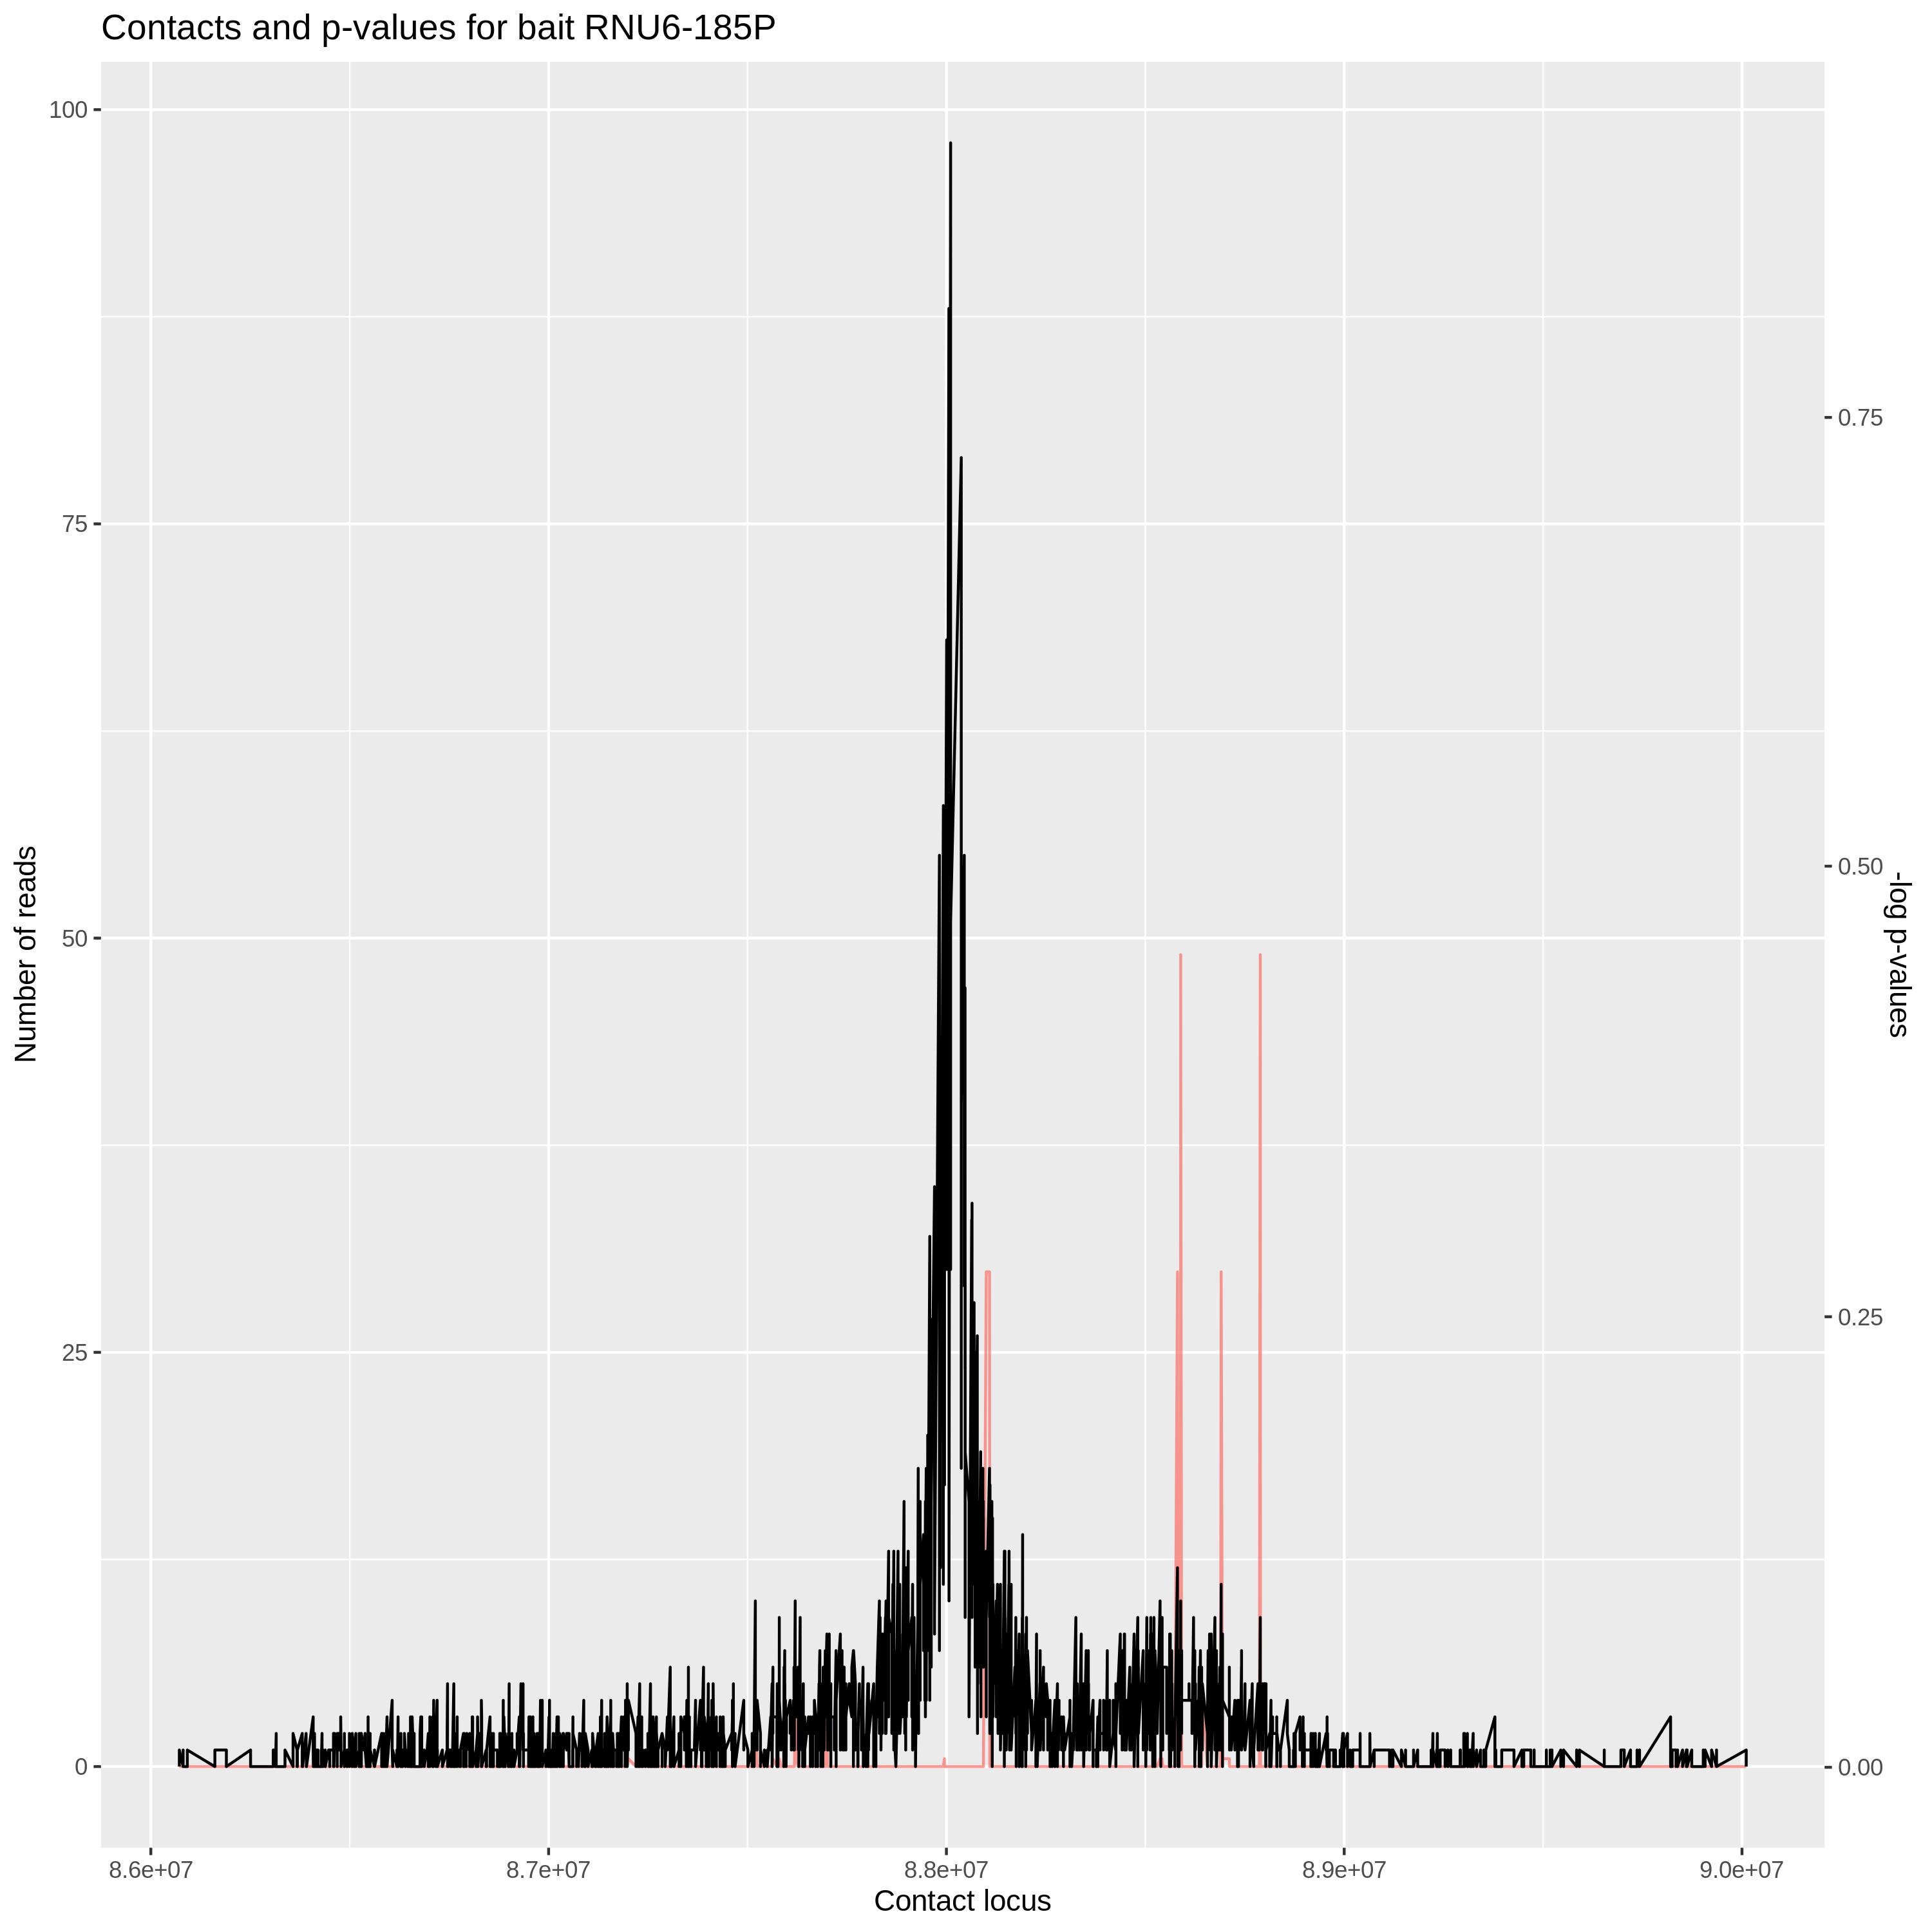 Contacts and p-values for bait RNU6-185P
100
75
50
25
0
Number of reads
0.75
0.50
0.25
0.00
-log p-values
8.6e+07
8.7e+07
8.8e+07
8.9e+07
9.0e+07
Contact locus